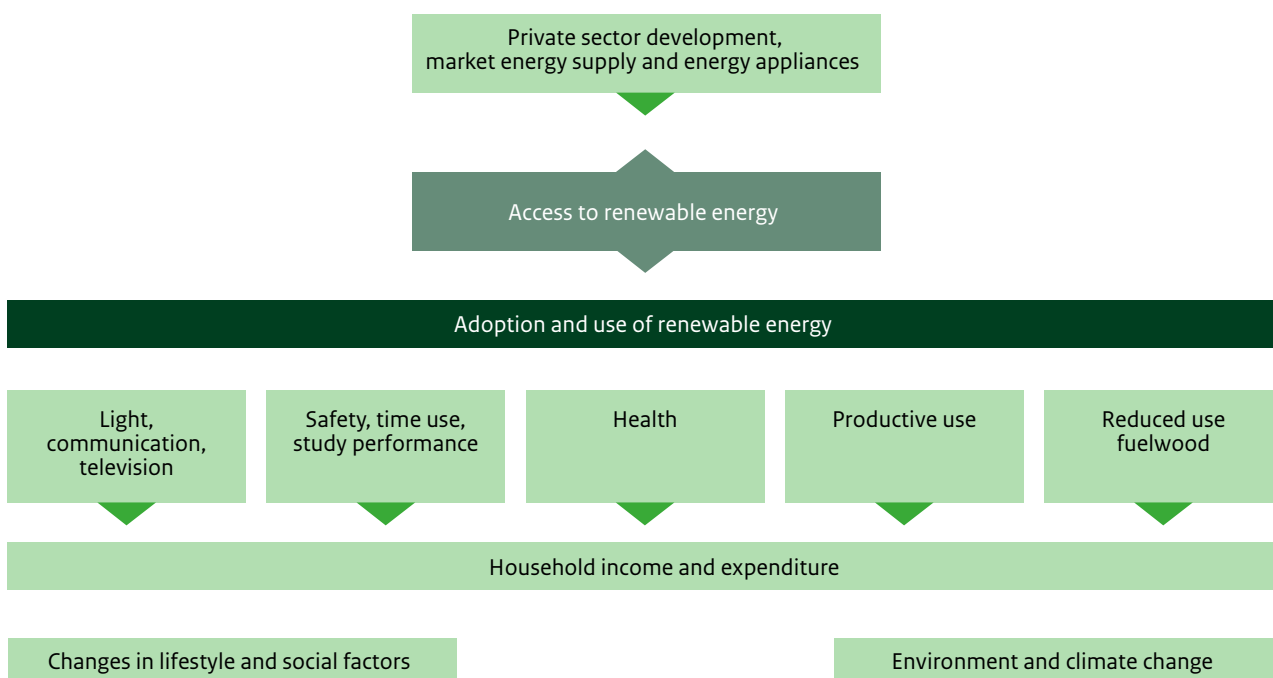 Private sector development,
market energy supply and energy appliances
Access to renewable energy
Adoption and use of renewable energy
Light,
communication,
television
Safety, time use,
study performance
Health
Productive use
Reduced use
fuelwood
Household income and expenditure
Changes in lifestyle and social factors
Environment and climate change